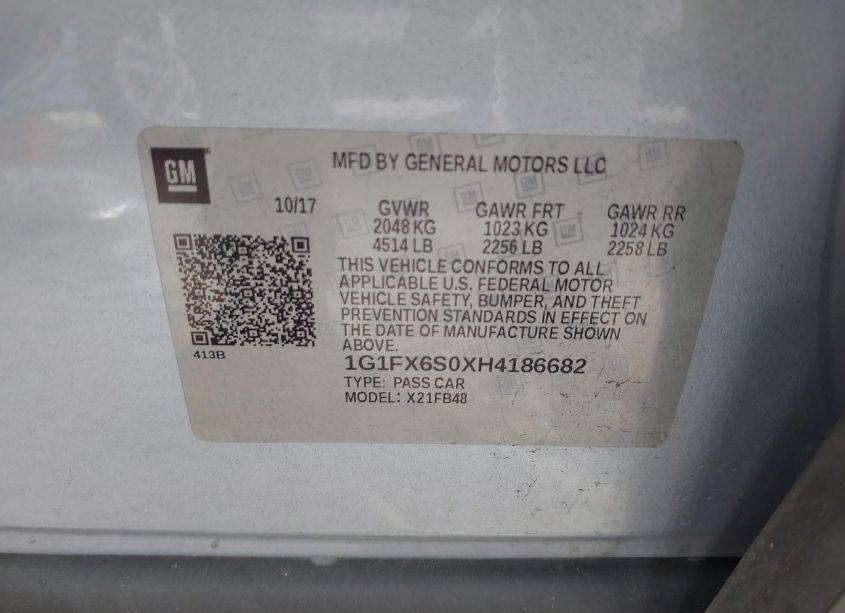 GM
MFD BY GENERAL MOTORS LLC
10/17
GVWR GAWR FRT GAWR RR
2048 KG 1023 KG 1024 KG
4514 LB 2256 LB 2258 LB
THIS VEHICLE CONFORMS TO ALL
APPLICABLE U.S. FEDERAL MOTOR
VEHICLE SAFETY, BUMPER, AND THEFT
PREVENTION STANDARDS IN EFFECT ON
THE DATE OF MANUFACTURE SHOWN
ABOVE.
413B
1G1FX6S0XH4186682
TYPE: PASS CAR
MODEL: X21FB48